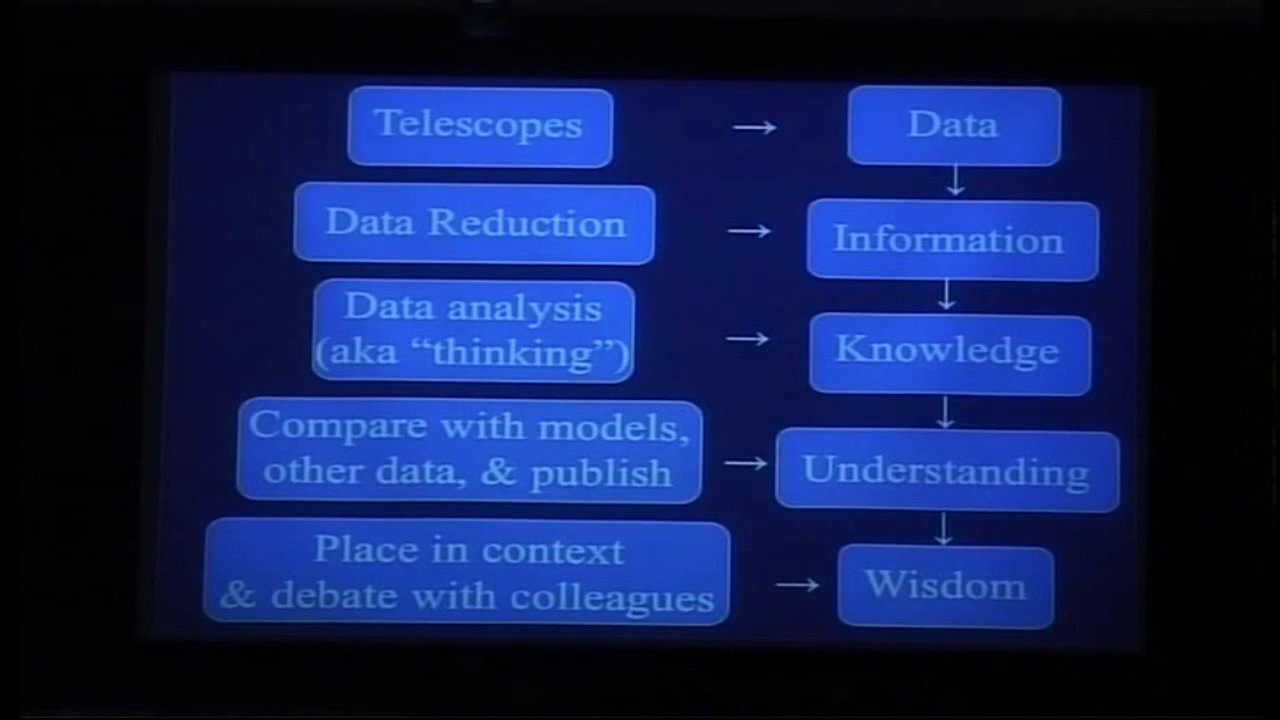 Telescopes → Data
Data Reduction → Information
Data analysis
(aka “thinking”) → Knowledge
Compare with models,
other data, & publish → Understanding
Place in context
& debate with colleagues → Wisdom